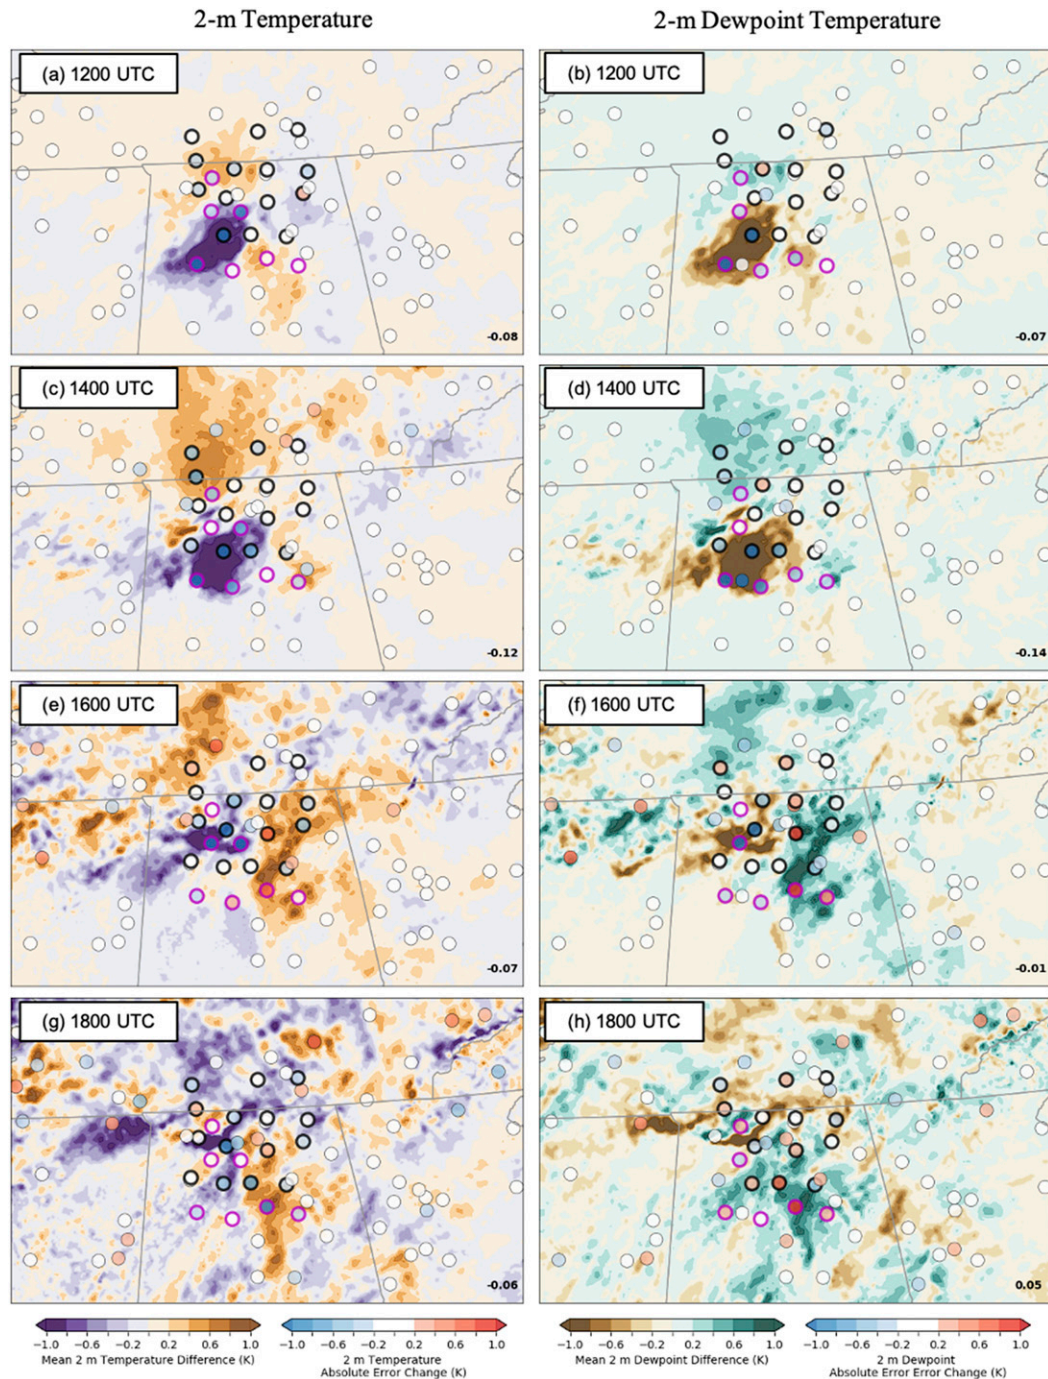 2-m Temperature
2-m Dewpoint Temperature
(a) 1200 UTC
(b) 1200 UTC
-0.08
-0.07
(c) 1400 UTC
(d) 1400 UTC
-0.12
-0.14
(e) 1600 UTC
(f) 1600 UTC
-0.07
-0.01
(g) 1800 UTC
(h) 1800 UTC
-0.06
0.05
−1.0 −0.6 −0.2 0.2 0.6 1.0
Mean 2 m Temperature Difference (K)
−1.0 −0.6 −0.2 0.2 0.6 1.0
2 m Temperature
Absolute Error Error Change (K)
−1.0 −0.6 −0.2 0.2 0.6 1.0
Mean 2 m Dewpoint Difference (K)
−1.0 −0.6 −0.2 0.2 0.6 1.0
2 m Dewpoint
Absolute Error Error Change (K)